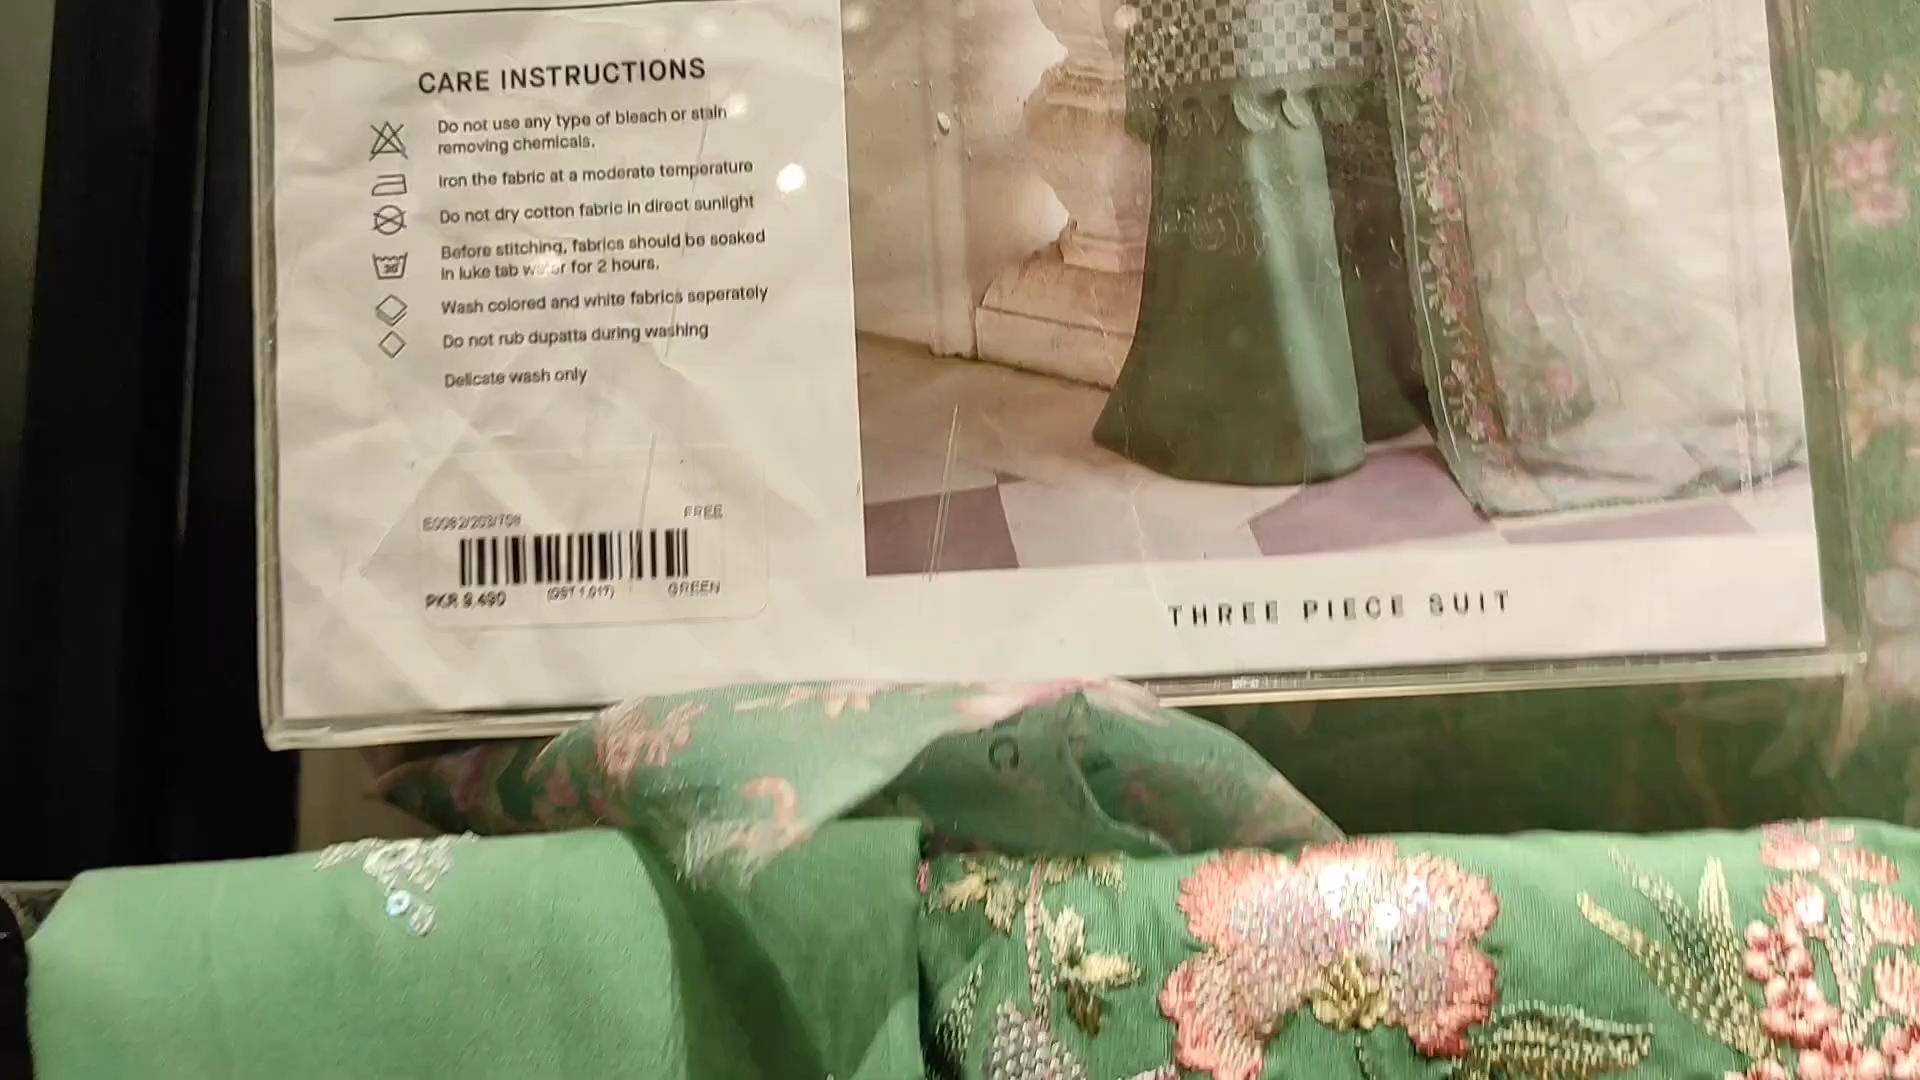 CARE INSTRUCTIONS
Do not use any type of bleach or stain
removing chemicals.
Iron the fabric at a moderate temperature
Do not dry cotton fabric in direct sunlight
Before stitching, fabrics should be soaked
in luke tab water for 2 hours.
30
Wash colored and white fabrics seperately
Do not rub dupatta during washing
Delicate wash only
FREE
PKR 9,490
GREEN
THREE PIECE SUIT